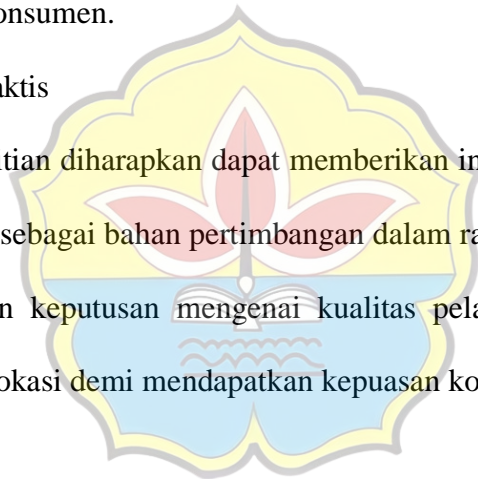 onsumen.
aktis
itian diharapkan dapat memberikan in
sebagai bahan pertimbangan dalam ra
n keputusan mengenai kualitas pela
okasi demi mendapatkan kepuasan ko